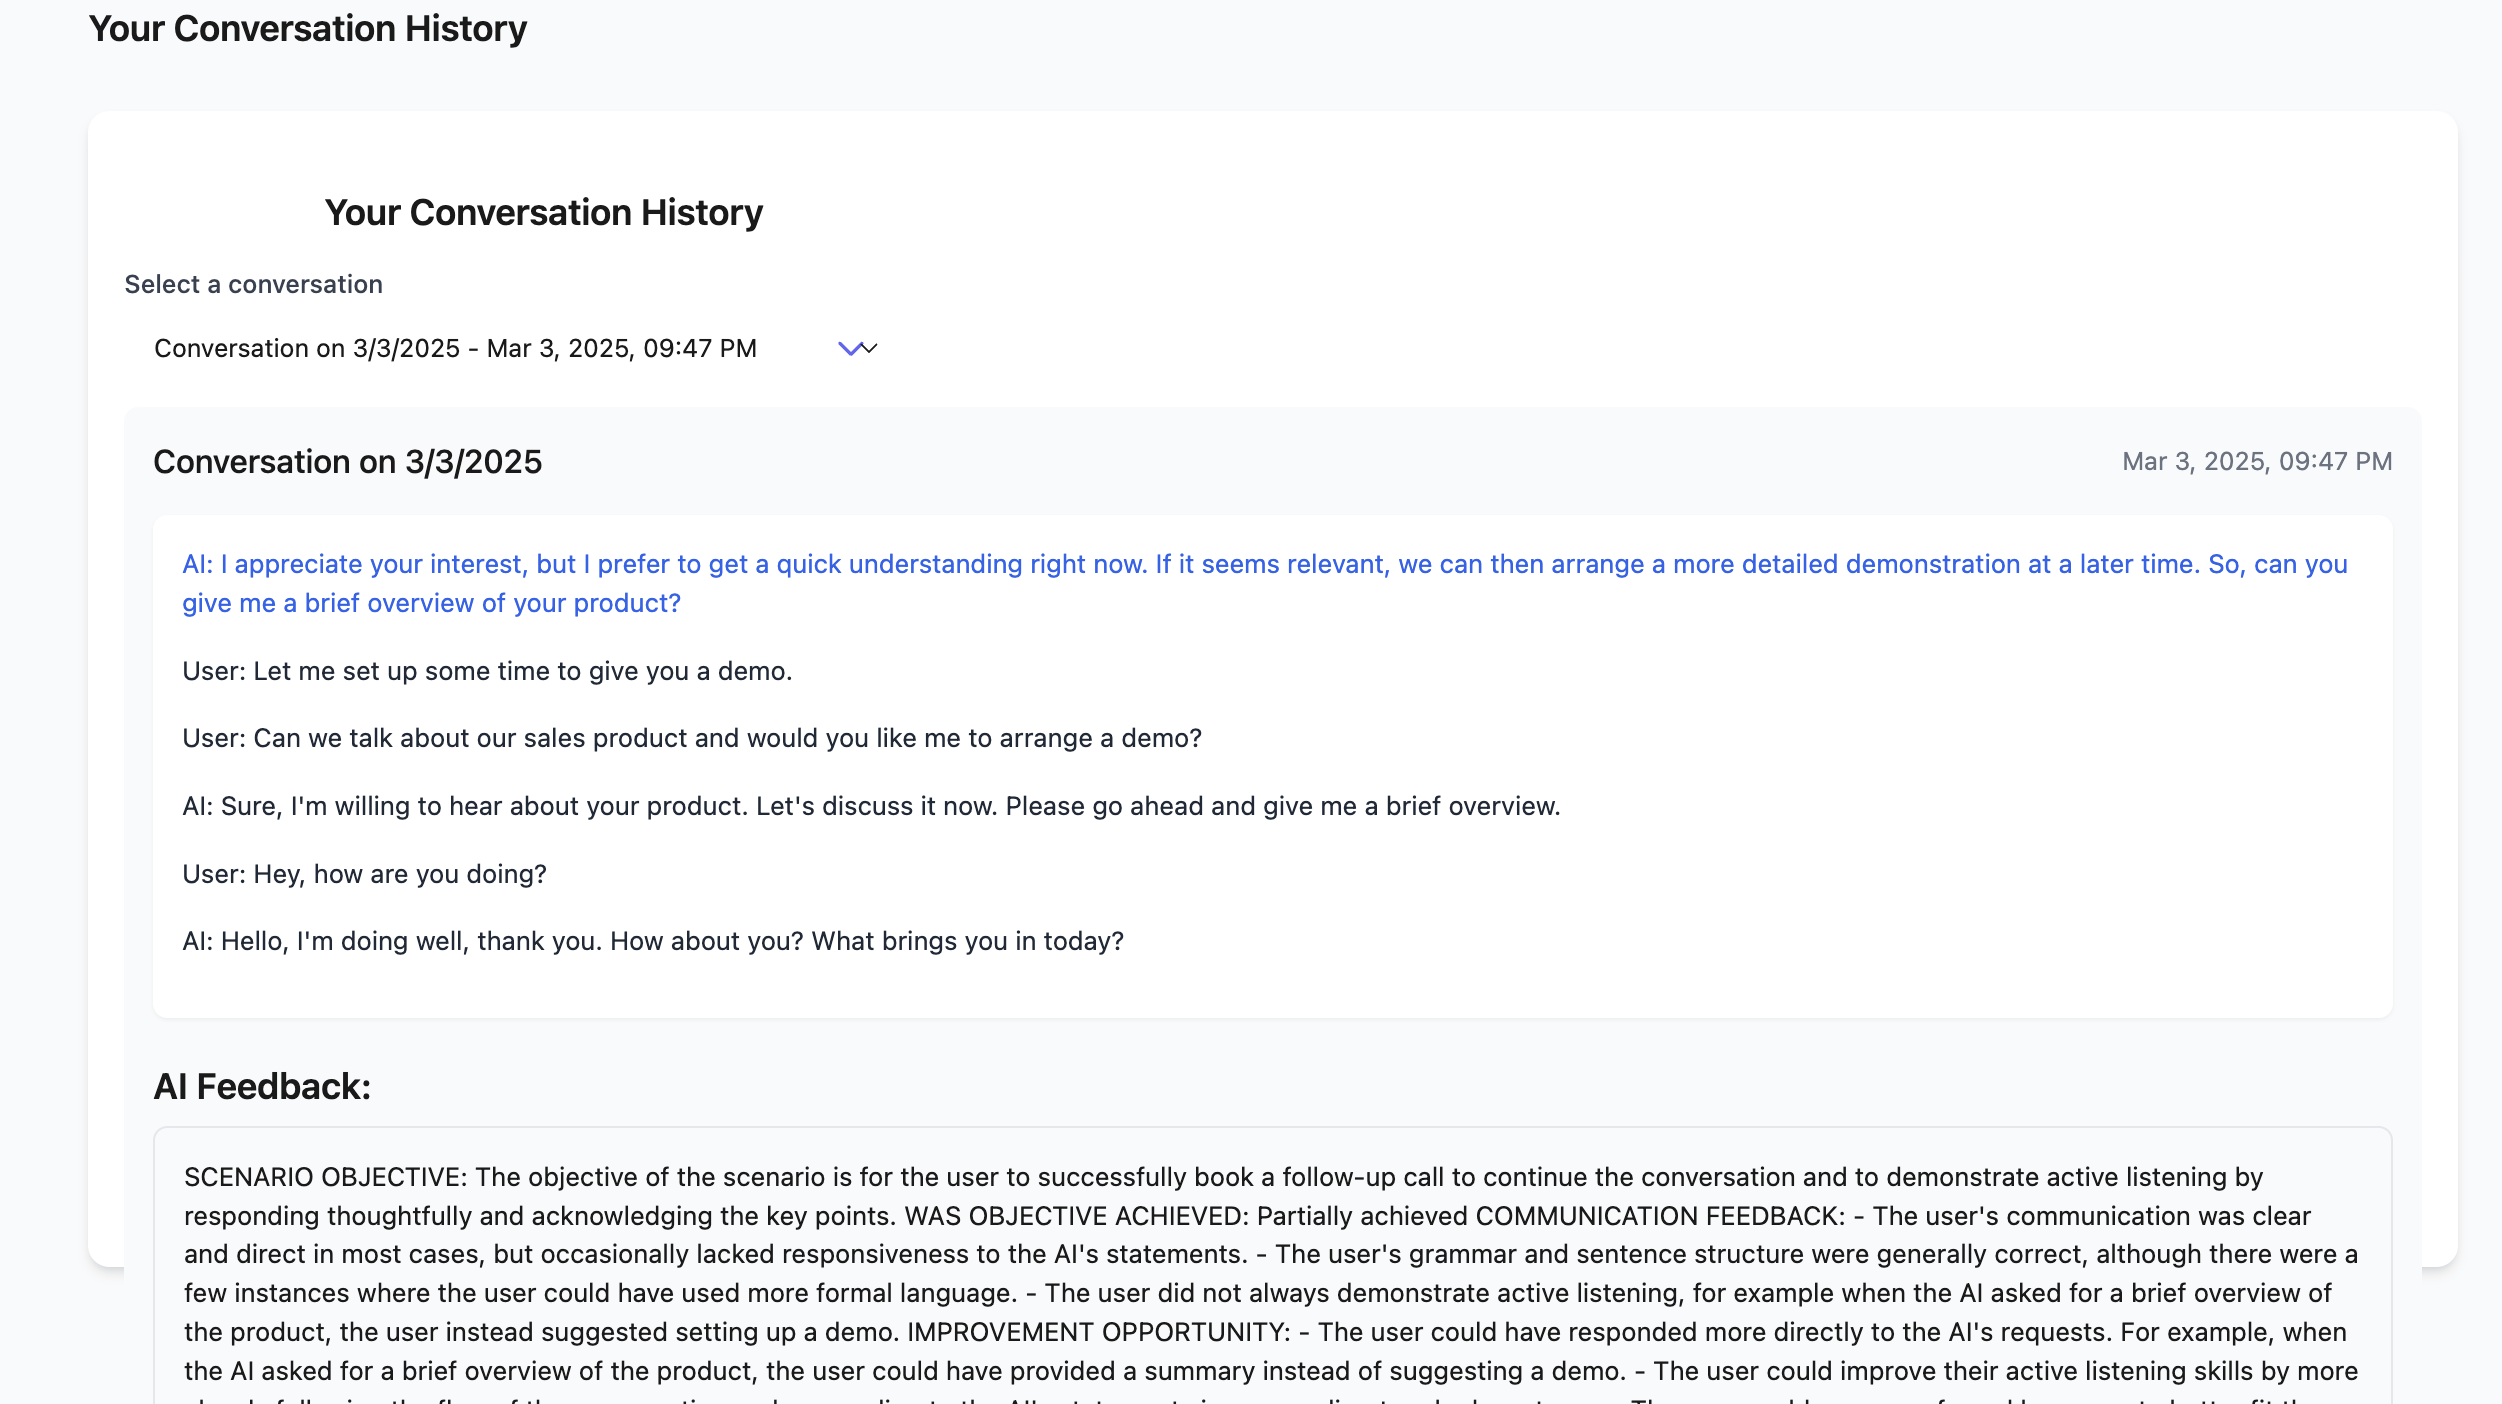 Your Conversation History
Your Conversation History
Select a conversation
Conversation on 3/3/2025 - Mar 3, 2025, 09:47 PM
Conversation on 3/3/2025
Mar 3, 2025, 09:47 PM
AI: I appreciate your interest, but I prefer to get a quick understanding right now. If it seems relevant, we can then arrange a more detailed demonstration at a later time. So, can you
give me a brief overview of your product?
User: Let me set up some time to give you a demo.
User: Can we talk about our sales product and would you like me to arrange a demo?
AI: Sure, I'm willing to hear about your product. Let's discuss it now. Please go ahead and give me a brief overview.
User: Hey, how are you doing?
AI: Hello, I'm doing well, thank you. How about you? What brings you in today?
AI Feedback:
SCENARIO OBJECTIVE: The objective of the scenario is for the user to successfully book a follow-up call to continue the conversation and to demonstrate active listening by
responding thoughtfully and acknowledging the key points. WAS OBJECTIVE ACHIEVED: Partially achieved COMMUNICATION FEEDBACK: - The user's communication was clear
and direct in most cases, but occasionally lacked responsiveness to the AI's statements. - The user's grammar and sentence structure were generally correct, although there were a
few instances where the user could have used more formal language. - The user did not always demonstrate active listening, for example when the AI asked for a brief overview of
the product, the user instead suggested setting up a demo. IMPROVEMENT OPPORTUNITY: - The user could have responded more directly to the AI's requests. For example, when
the AI asked for a brief overview of the product, the user could have provided a summary instead of suggesting a demo. - The user could improve their active listening skills by more